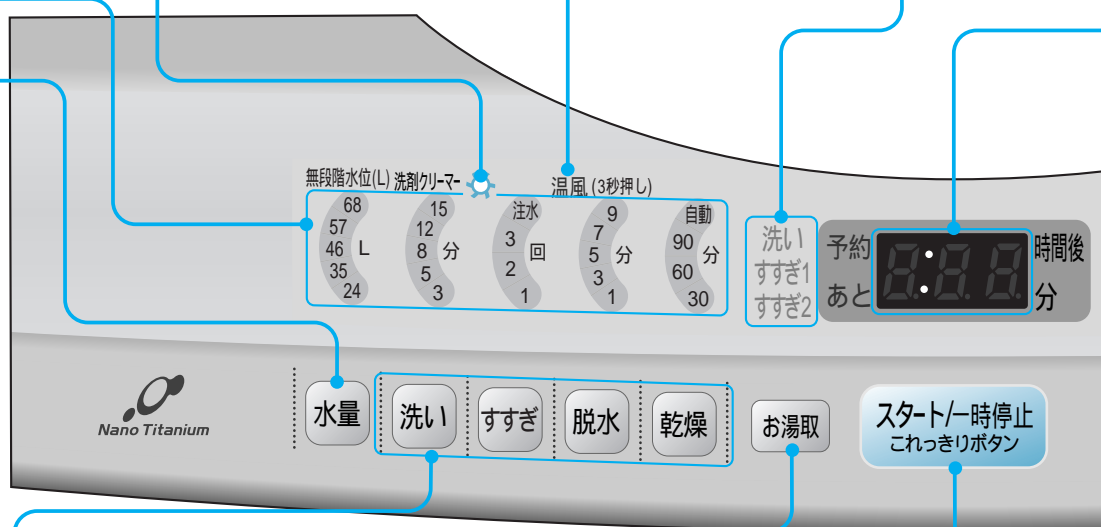 無段階水位(L) 洗剤クリーマー 温風(3秒押し)
68
57
46 L
35
24
15
12
8 分
5
3
注水
3 回
2
1
9
7
5 分
3
1
自動
90 分
60
30
洗い
すすぎ1
すすぎ2
予約 8:88 時間後
あと 分
Nano Titanium
水量 洗い すすぎ 脱水 乾燥 お湯取
スタート/一時停止
これっきりボタン